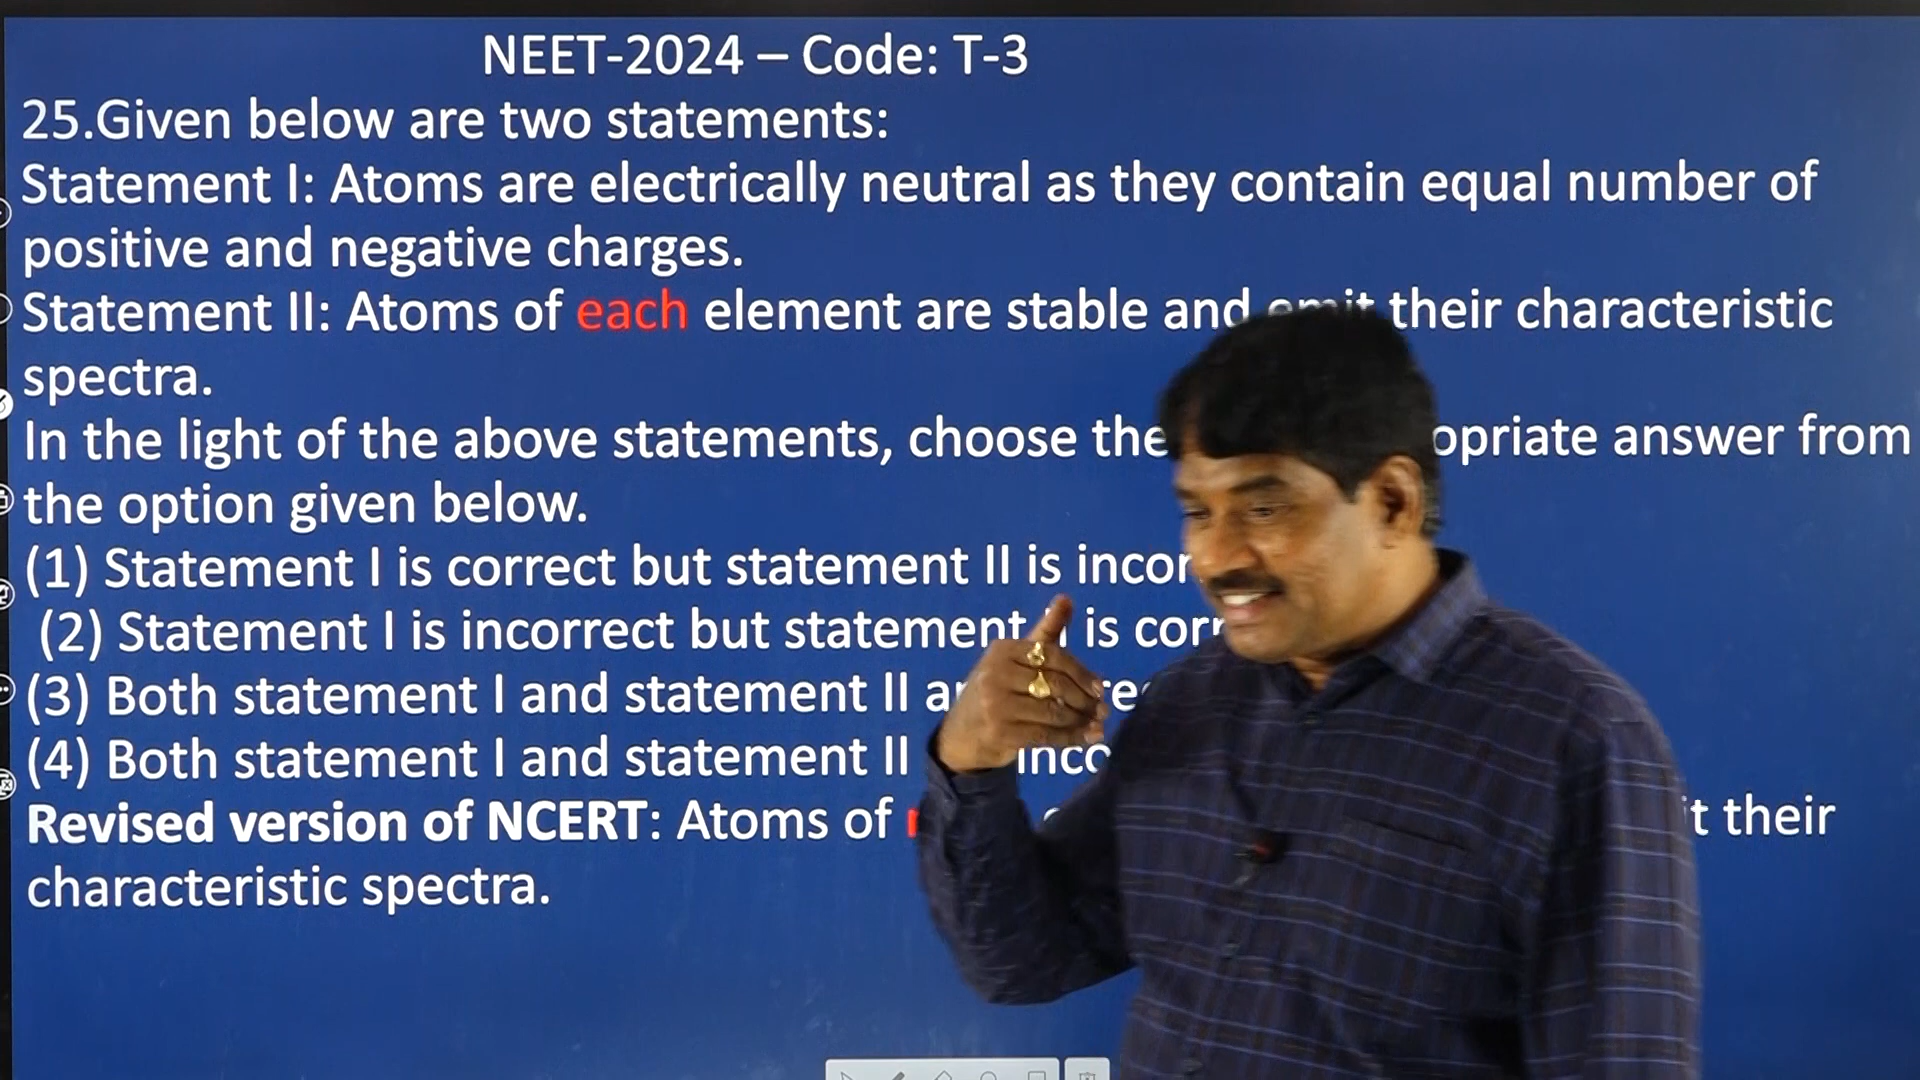 NEET-2024 – Code: T-3
25.Given below are two statements:
Statement I: Atoms are electrically neutral as they contain equal number of
positive and negative charges.
Statement II: Atoms of each element are stable and emit their characteristic
spectra.
In the light of the above statements, choose the opriate answer from
the option given below.
(1) Statement I is correct but statement II is incor
(2) Statement I is incorrect but statement is corr
(3) Both statement I and statement II
(4) Both statement I and statement II inco
Revised version of NCERT: Atoms of it their
characteristic spectra.